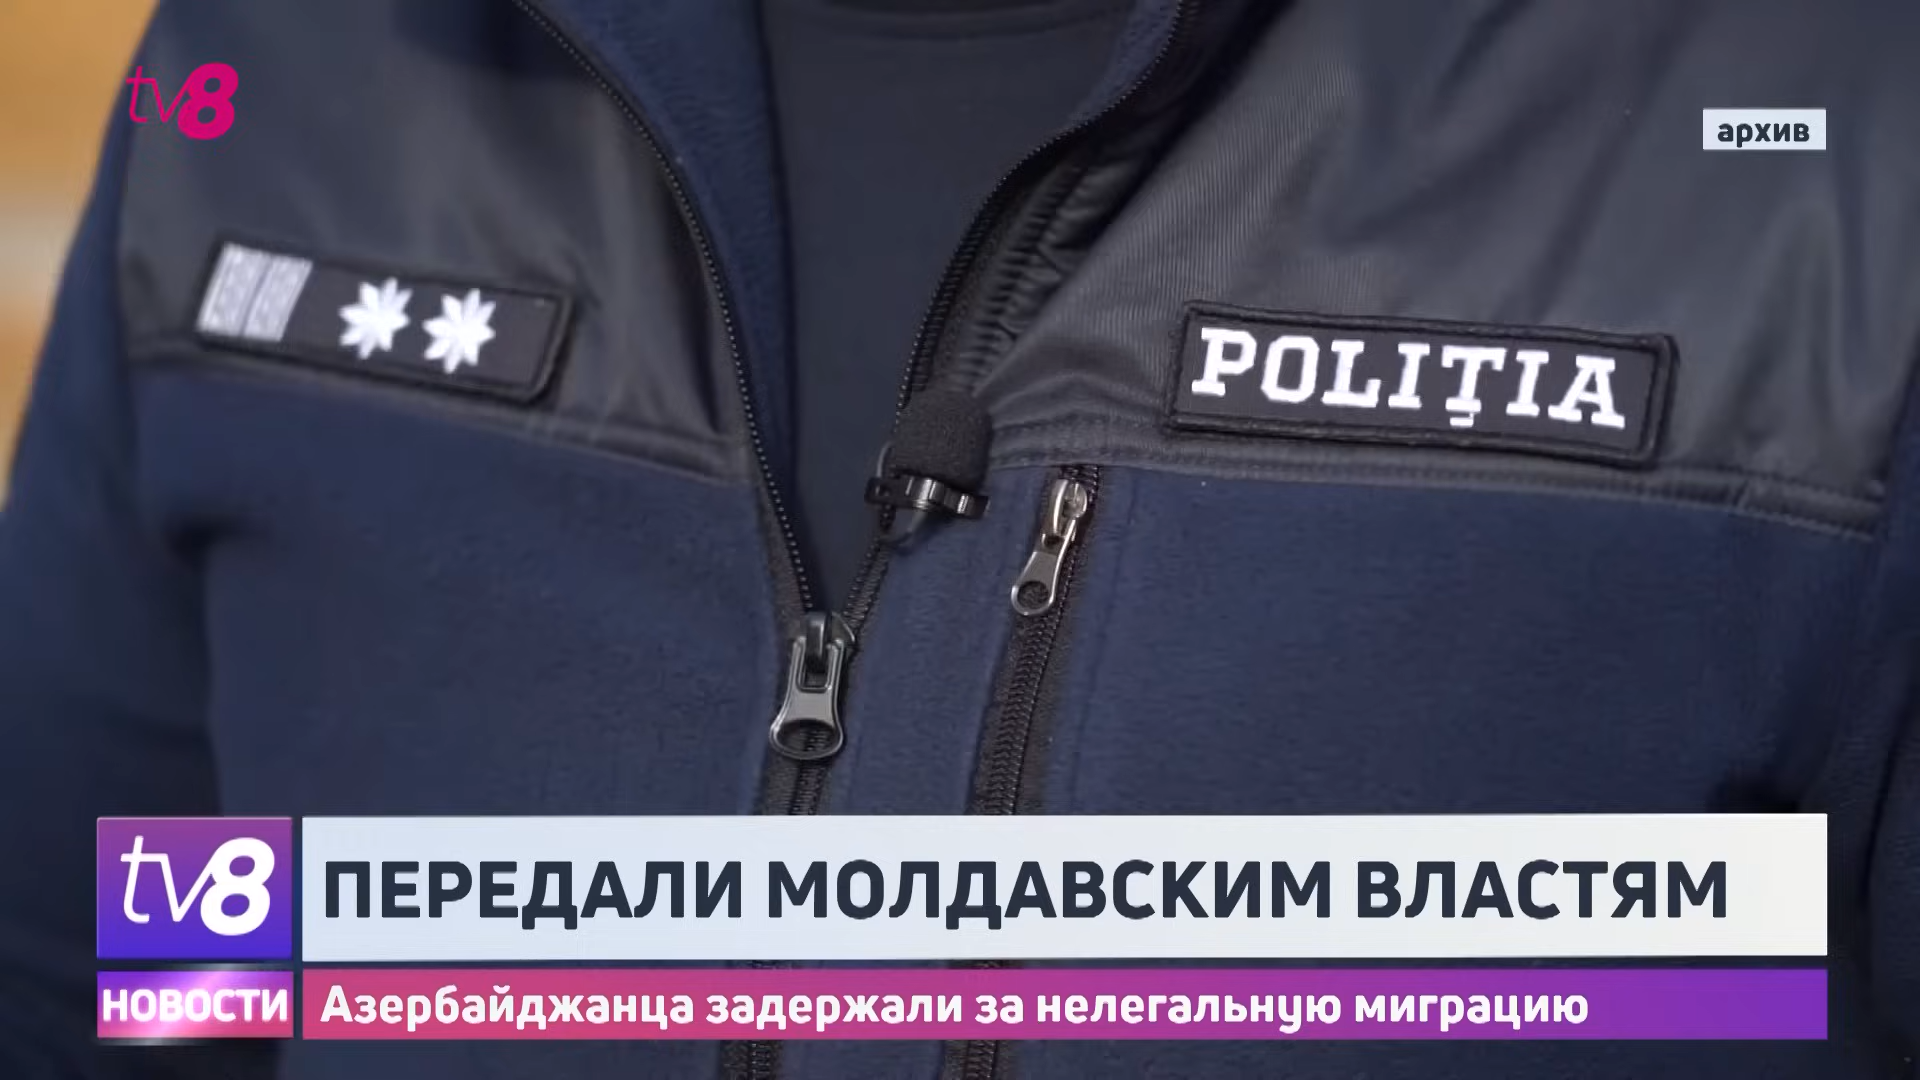 tv8
архив
POLIȚIA
tv8
ПЕРЕДАЛИ МОЛДАВСКИМ ВЛАСТЯМ
НОВОСТИ
Азербайджанца задержали за нелегальную миграцию